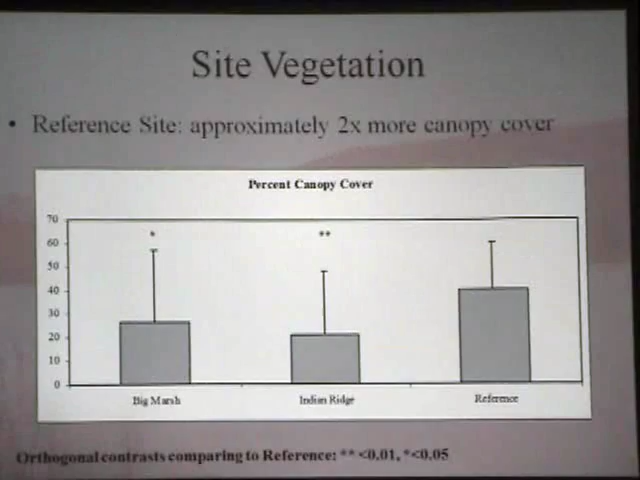 Site Vegetation
• Reference Site: approximately 2x more canopy cover
Percent Canopy Cover
70
60
50
40
30
20
10
0
*
**
Big Marsh
Indian Ridge
Reference
Orthogonal contrasts comparing to Reference: ** <0.01, *<0.05